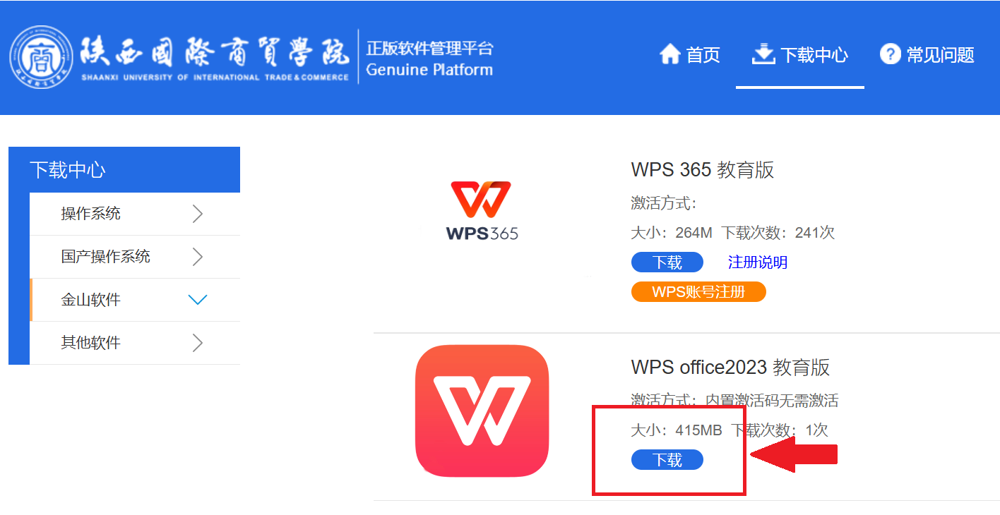 陕西國際商貿學院
SHAANXI UNIVERSITY OF INTERNATIONAL TRADE & COMMERCE
正版软件管理平台
Genuine Platform
首页
下载中心
常见问题
下载中心
操作系统
国产操作系统
金山软件
其他软件
WPS365
WPS 365 教育版
激活方式：
大小：264M 下载次数：241次
下载 注册说明
WPS账号注册
WPS office2023 教育版
激活方式：内置激活码无需激活
大小：415MB 下载次数：1次
下载